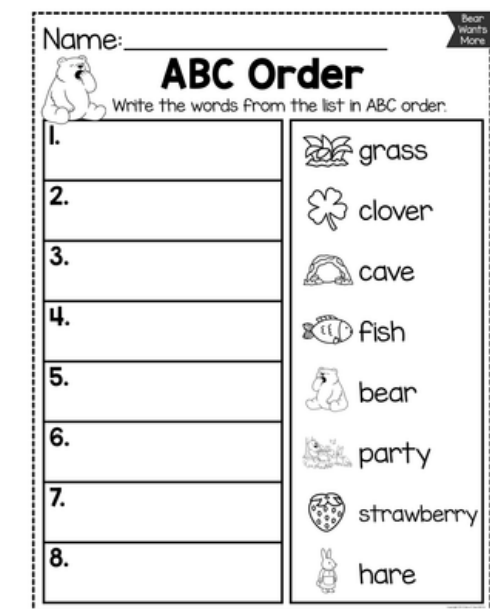 Bear
Wants
More
Name:
ABC Order
Write the words from the list in ABC order.
1.
2.
3.
4.
5.
6.
7.
8.
grass
clover
cave
fish
bear
party
strawberry
hare